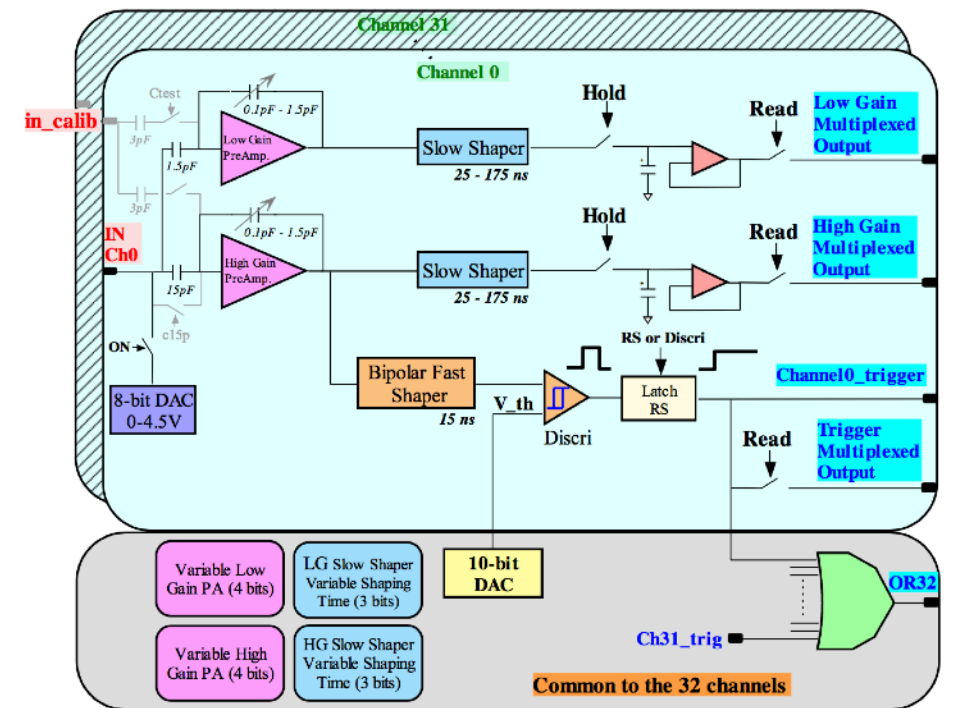 Channel 31
Channel 0
Ctest
in_calib
3pF
0.1pF - 1.5pF
Low Gain
PreAmp.
1.5pF
Slow Shaper
25 - 175 ns
Hold
Read
Low Gain
Multiplexed
Output
3pF
IN
Ch0
0.1pF - 1.5pF
High Gain
PreAmp.
15pF
c15p
Slow Shaper
25 - 175 ns
Hold
Read
High Gain
Multiplexed
Output
ON
8-bit DAC
0-4.5V
Bipolar Fast
Shaper
15 ns
V_th
Discri
RS or Discri
Latch
RS
Channel0_trigger
Read
Trigger
Multiplexed
Output
Variable Low
Gain PA (4 bits)
LG Slow Shaper
Variable Shaping
Time (3 bits)
10-bit
DAC
OR32
Variable High
Gain PA (4 bits)
HG Slow Shaper
Variable Shaping
Time (3 bits)
Ch31_trig
Common to the 32 channels